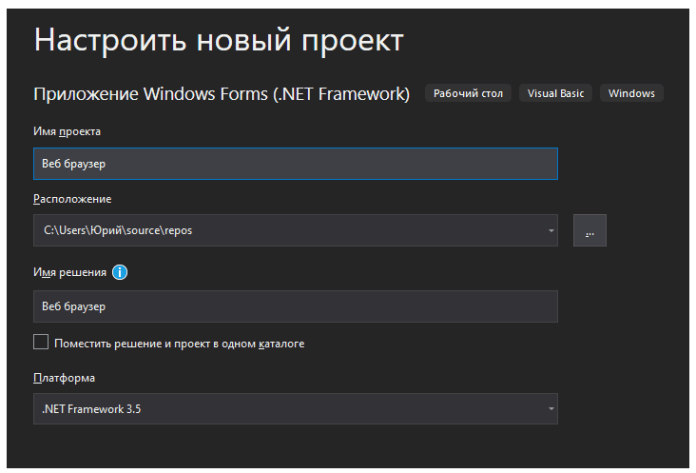 Настроить новый проект
Приложение Windows Forms (.NET Framework) Рабочий стол Visual Basic Windows
Имя проекта
Веб браузер
Расположение
C:\Users\Юрий\source\repos
...
Имя решения
Веб браузер
Поместить решение и проект в одном каталоге
Платформа
.NET Framework 3.5